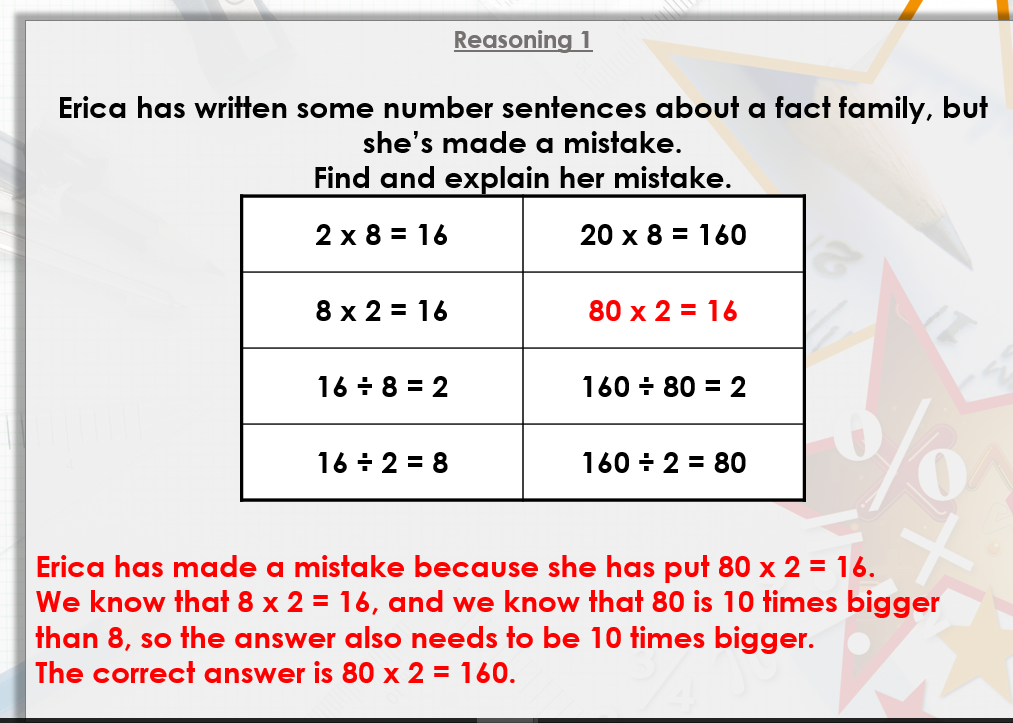 Reasoning 1
Erica has written some number sentences about a fact family, but
she's made a mistake.
Find and explain her mistake.
2 x 8 = 16
20 x 8 = 160
8 x 2 = 16
80 x 2 = 16
16 ÷ 8 = 2
160 ÷ 80 = 2
16 ÷ 2 = 8
160 ÷ 2 = 80
Erica has made a mistake because she has put 80 x 2 = 16.
We know that 8 x 2 = 16, and we know that 80 is 10 times bigger
than 8, so the answer also needs to be 10 times bigger.
The correct answer is 80 x 2 = 160.